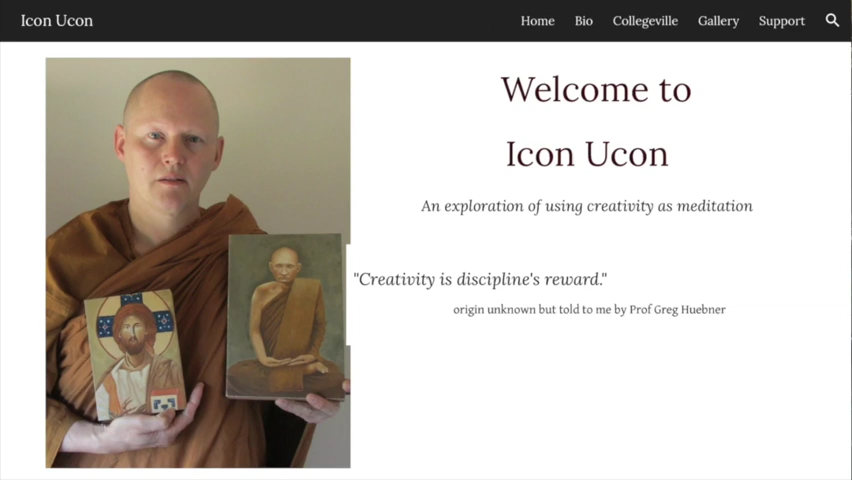 Icon Ucon
Home Bio Collegeville Gallery Support
Welcome to
Icon Ucon
An exploration of using creativity as meditation
"Creativity is discipline's reward."
origin unknown but told to me by Prof Greg Huebner